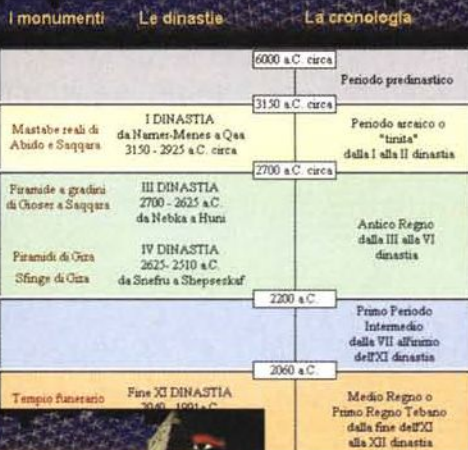 I monumenti Le dinastie La cronologia
6000 a.C. circa
Periodo predinastico
3150 a.C. circa
Mastabe reali di
Abido e Saqqara
I DINASTIA
da Narner-Menes a Qaa
3150 - 2925 a.C. circa
Periodo arcaico o
"tinita"
dalla I alla II dinastia
2700 a.C. circa
Piramide a gradini
di Gioser a Saqqara
III DINASTIA
2700 - 2625 a.C.
da Nebka a Huni
Piramidi di Giza
Sfinge di Giza
IV DINASTIA
2625- 2510 a.C.
da Snefru a Shepseskaf
Antico Regno
dalla III alla VI
dinastia
2200 a.C.
Primo Periodo
Intermedio
dalla VII all'inizio
dell'XI dinastia
2060 a.C.
Tempio funerario
Fine XI DINASTIA
Medio Regno o
Primo Regno Tebano
dalla fine dell'XI
alla XII dinastia